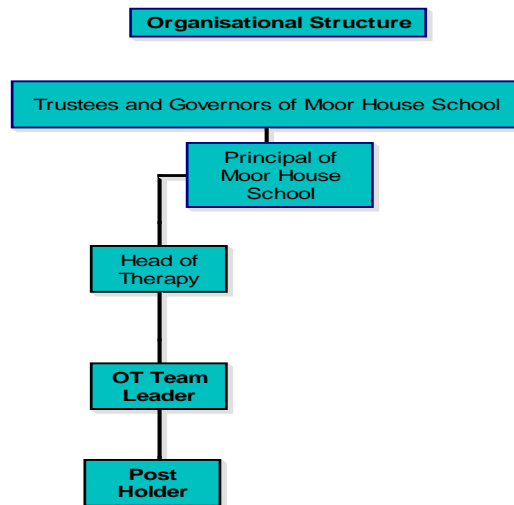 Organisational Structure
Trustees and Governors of Moor House School
Principal of
Moor House
School
Head of
Therapy
OT Team
Leader
Post
Holder